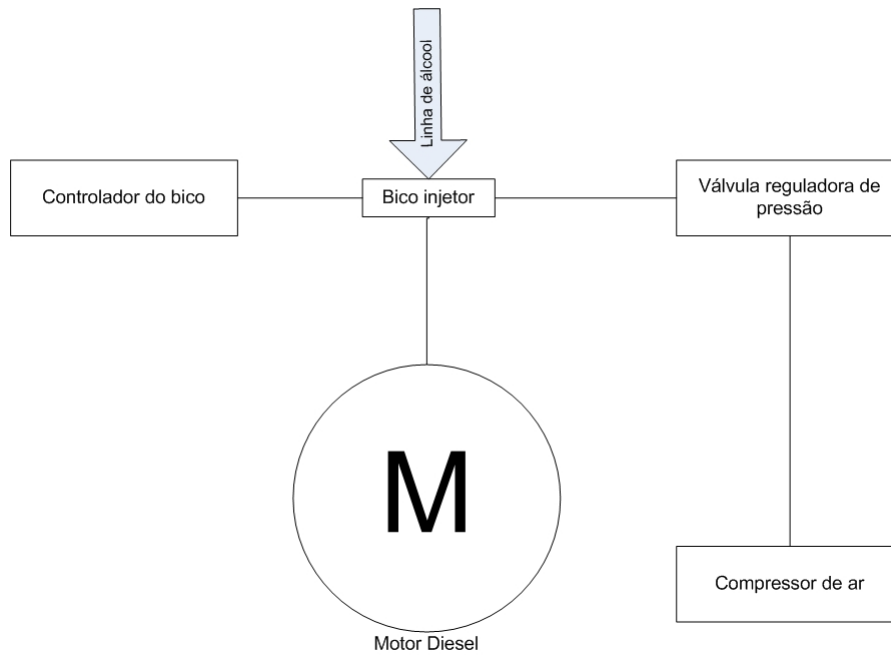 Linha de álcool
Controlador do bico
Bico injetor
Válvula reguladora de
pressão
M
Motor Diesel
Compressor de ar